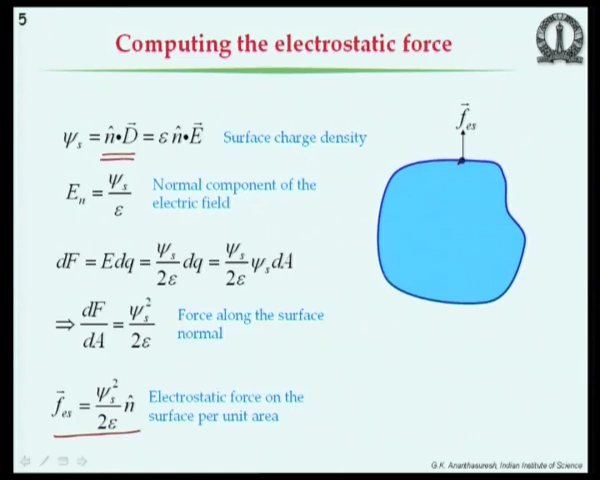 5
Computing the electrostatic force
ψₛ = n̂•D⃗ = ε n̂•E⃗ Surface charge density
Eₙ = ψₛ/ε Normal component of the
electric field
dF = Edq = ψₛ/2ε dq = ψₛ/2ε ψₛdA
⇒ dF/dA = ψₛ²/2ε Force along the surface
normal
f⃗ₑₛ = ψₛ²/2ε n̂ Electrostatic force on the
surface per unit area
f⃗ₑₛ
G.K. Ananthasuresh, Indian Institute of Science